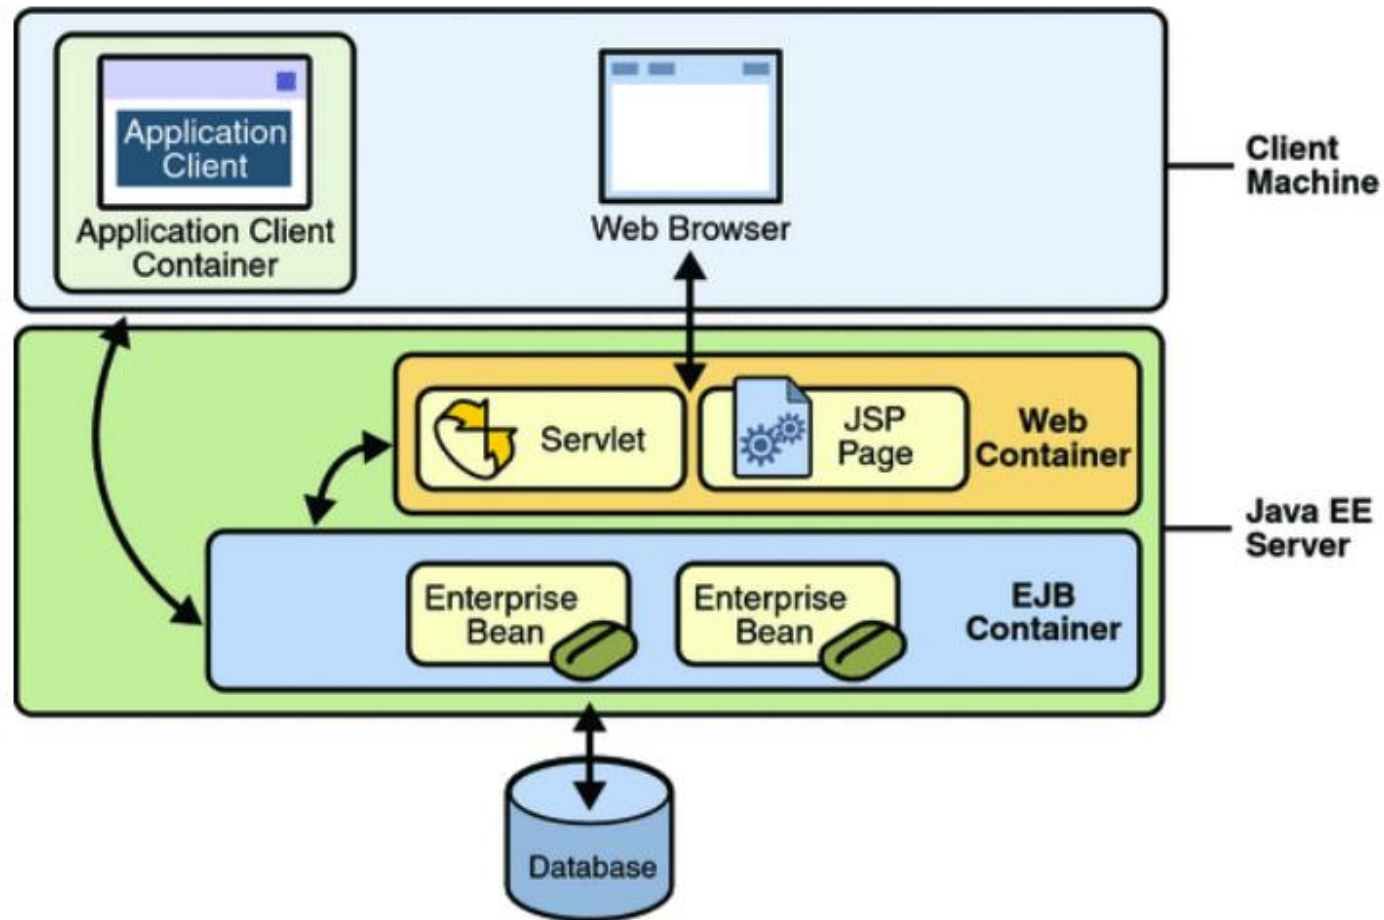 Application
Client
Application Client
Container
Web Browser
Client
Machine
Servlet
JSP
Page
Web
Container
Java EE
Server
Enterprise
Bean
Enterprise
Bean
EJB
Container
Database